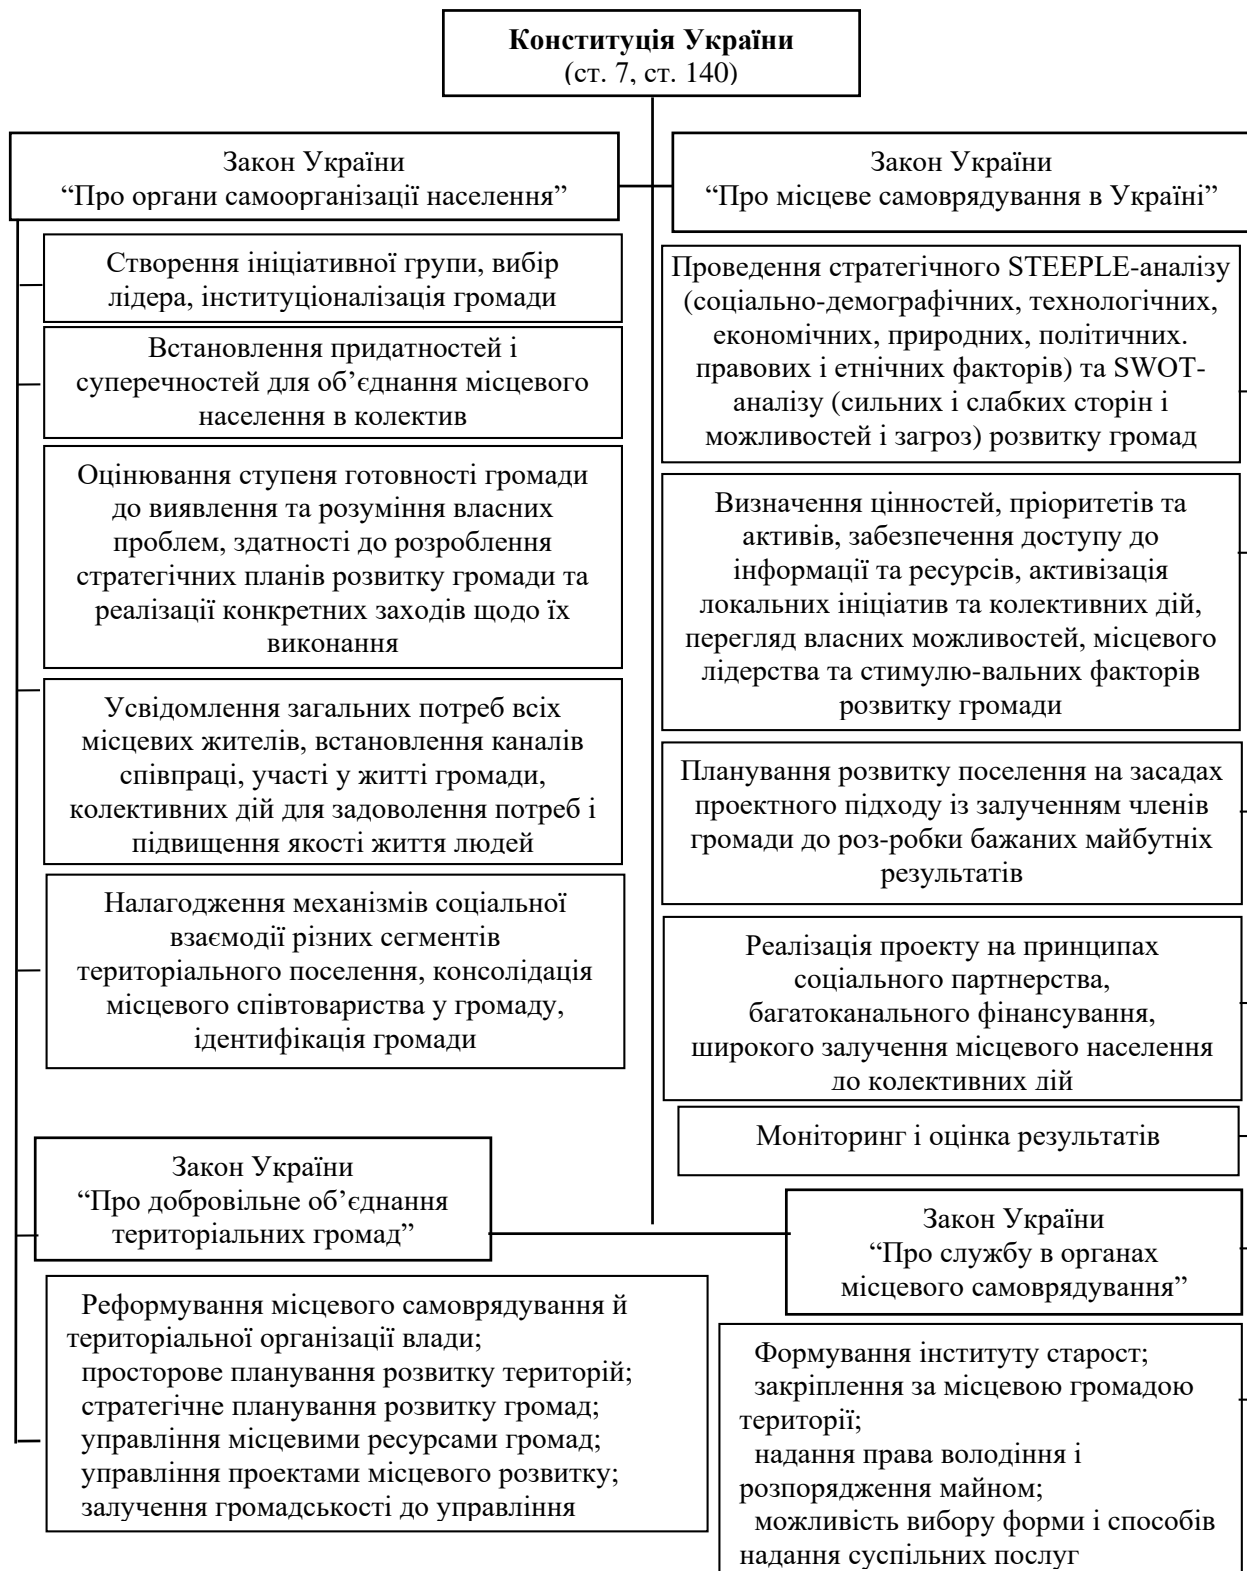 Конституція України
(ст. 7, ст. 140)
Закон України
“Про органи самоорганізації населення”
Закон України
“Про місцеве самоврядування в Україні”
Створення ініціативної групи, вибір
лідера, інституціоналізація громади
Встановлення придатностей і
суперечностей для об’єднання місцевого
населення в колектив
Оцінювання ступеня готовності громади
до виявлення та розуміння власних
проблем, здатності до розроблення
стратегічних планів розвитку громади та
реалізації конкретних заходів щодо їх
виконання
Усвідомлення загальних потреб всіх
місцевих жителів, встановлення каналів
співпраці, участі у житті громади,
колективних дій для задоволення потреб і
підвищення якості життя людей
Налагодження механізмів соціальної
взаємодії різних сегментів
територіального поселення, консолідація
місцевого співтовариства у громаду,
ідентифікація громади
Проведення стратегічного STEEPLE-аналізу
(соціально-демографічних, технологічних,
економічних, природних, політичних.
правових і етнічних факторів) та SWOT-
аналізу (сильних і слабких сторін і
можливостей і загроз) розвитку громад
Визначення цінностей, пріоритетів та
активів, забезпечення доступу до
інформації та ресурсів, активізація
локальних ініціатив та колективних дій,
перегляд власних можливостей, місцевого
лідерства та стимулю-вальних факторів
розвитку громади
Планування розвитку поселення на засадах
проектного підходу із залученням членів
громади до роз-робки бажаних майбутніх
результатів
Реалізація проекту на принципах
соціального партнерства,
багатоканального фінансування,
широкого залучення місцевого населення
до колективних дій
Моніторинг і оцінка результатів
Закон України
“Про добровільне об’єднання
територіальних громад”
Закон України
“Про службу в органах
місцевого самоврядування”
Реформування місцевого самоврядування й
територіальної організації влади;
просторове планування розвитку територій;
стратегічне планування розвитку громад;
управління місцевими ресурсами громад;
управління проектами місцевого розвитку;
залучення громадськості до управління
Формування інституту старост;
закріплення за місцевою громадою
території;
надання права володіння і
розпорядження майном;
можливість вибору форми і способів
надання суспільних послуг